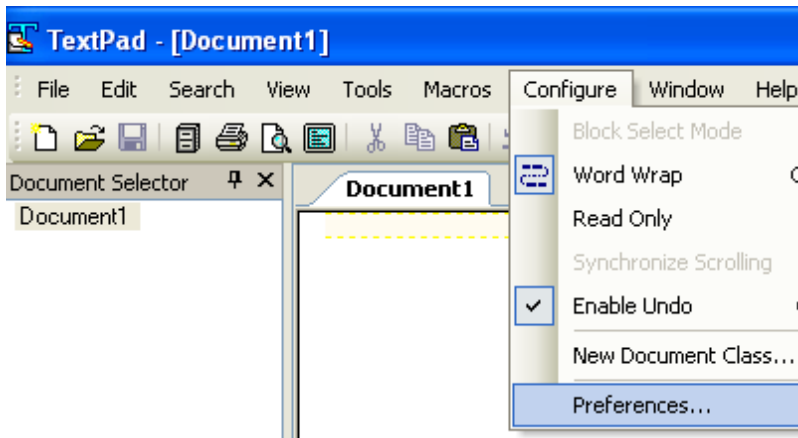 TextPad - [Document1]
File Edit Search View Tools Macros Configure Window Help
Document Selector
Document1
Document1
Block Select Mode
Word Wrap
Read Only
Synchronize Scrolling
Enable Undo
New Document Class...
Preferences...